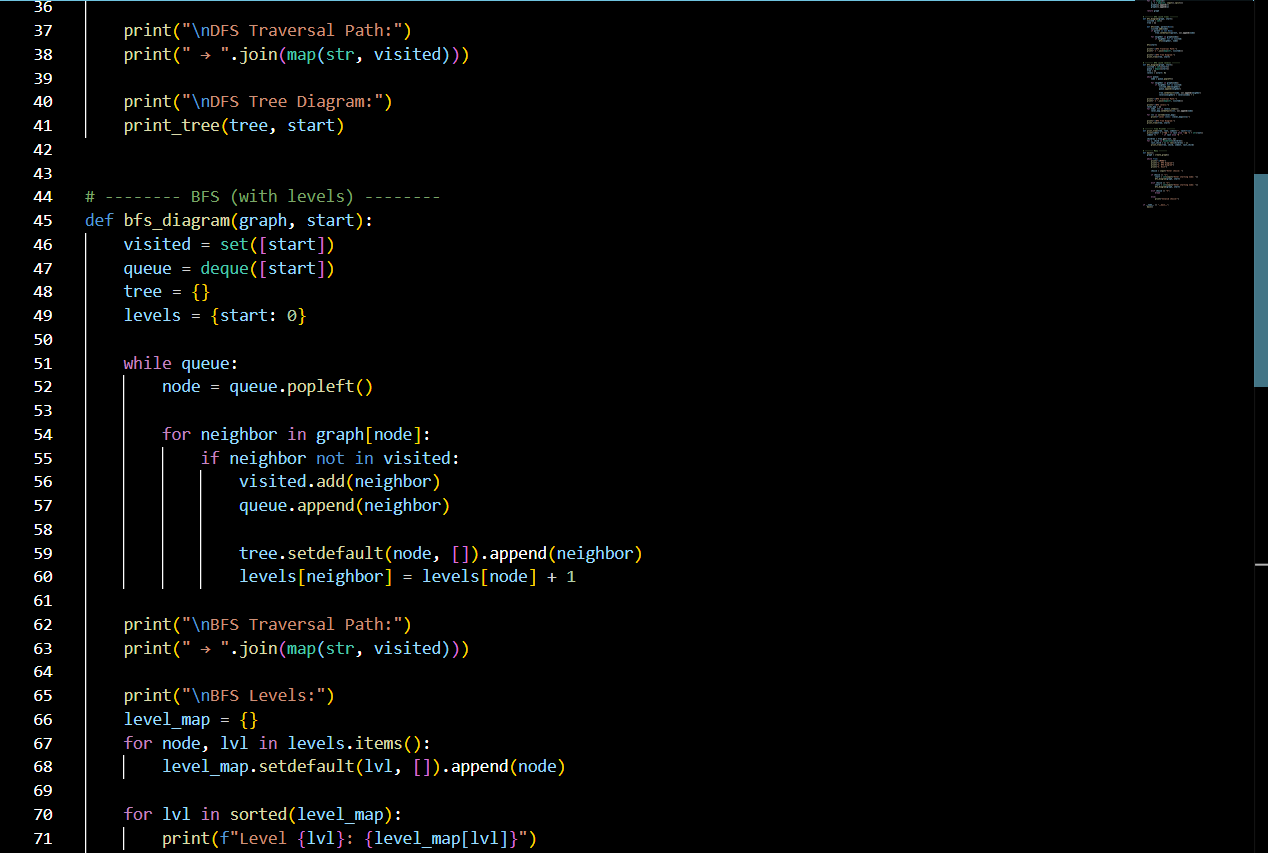 36
37     print("\nDFS Traversal Path:")
38     print(" → ".join(map(str, visited)))
39
40     print("\nDFS Tree Diagram:")
41     print_tree(tree, start)
42
43
44 # -------- BFS (with levels) --------
45 def bfs_diagram(graph, start):
46     visited = set([start])
47     queue = deque([start])
48     tree = {}
49     levels = {start: 0}
50
51     while queue:
52         node = queue.popleft()
53
54         for neighbor in graph[node]:
55             if neighbor not in visited:
56                 visited.add(neighbor)
57                 queue.append(neighbor)
58
59                 tree.setdefault(node, []).append(neighbor)
60                 levels[neighbor] = levels[node] + 1
61
62     print("\nBFS Traversal Path:")
63     print(" → ".join(map(str, visited)))
64
65     print("\nBFS Levels:")
66     level_map = {}
67     for node, lvl in levels.items():
68         level_map.setdefault(lvl, []).append(node)
69
70     for lvl in sorted(level_map):
71         print(f"Level {lvl}: {level_map[lvl]}")